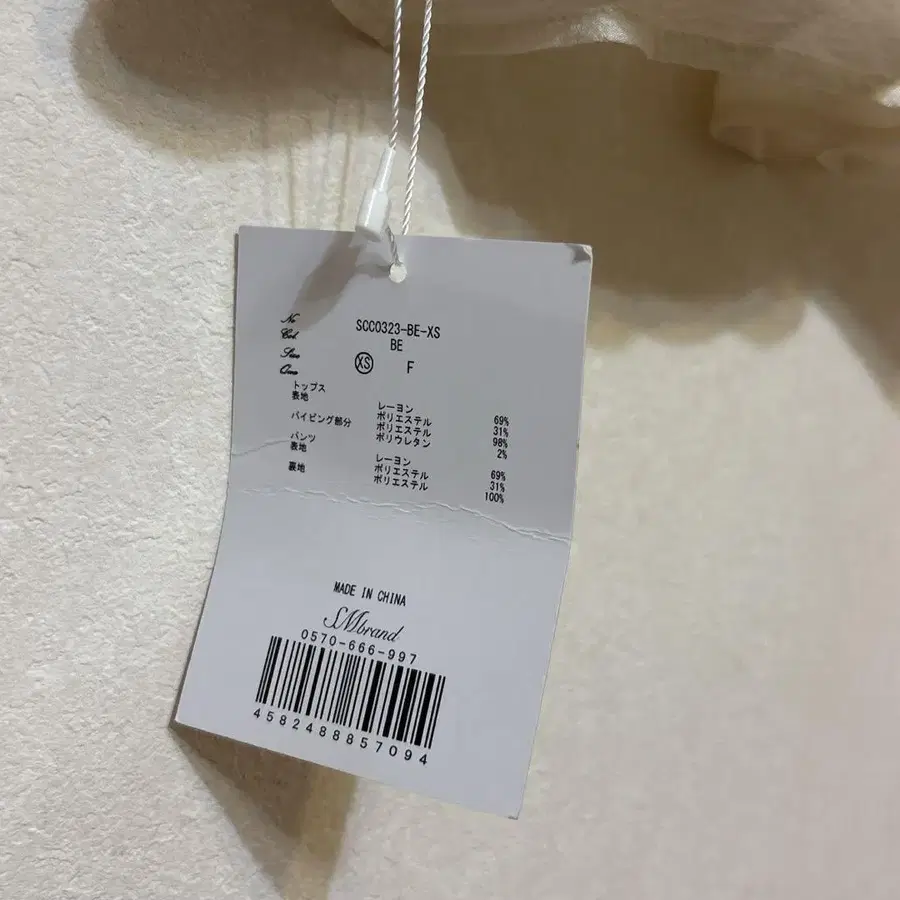 No SCC0323-BE-XS
Col BE
Size XS F
トップス
表地 レーヨン 69%
ポリエステル 31%
パイピング部分 ポリエステル 98%
ポリウレタン 2%
パンツ
表地 レーヨン 69%
ポリエステル 31%
裏地 ポリエステル 100%
MADE IN CHINA
SMbrand
0570-666-997
4582488857094